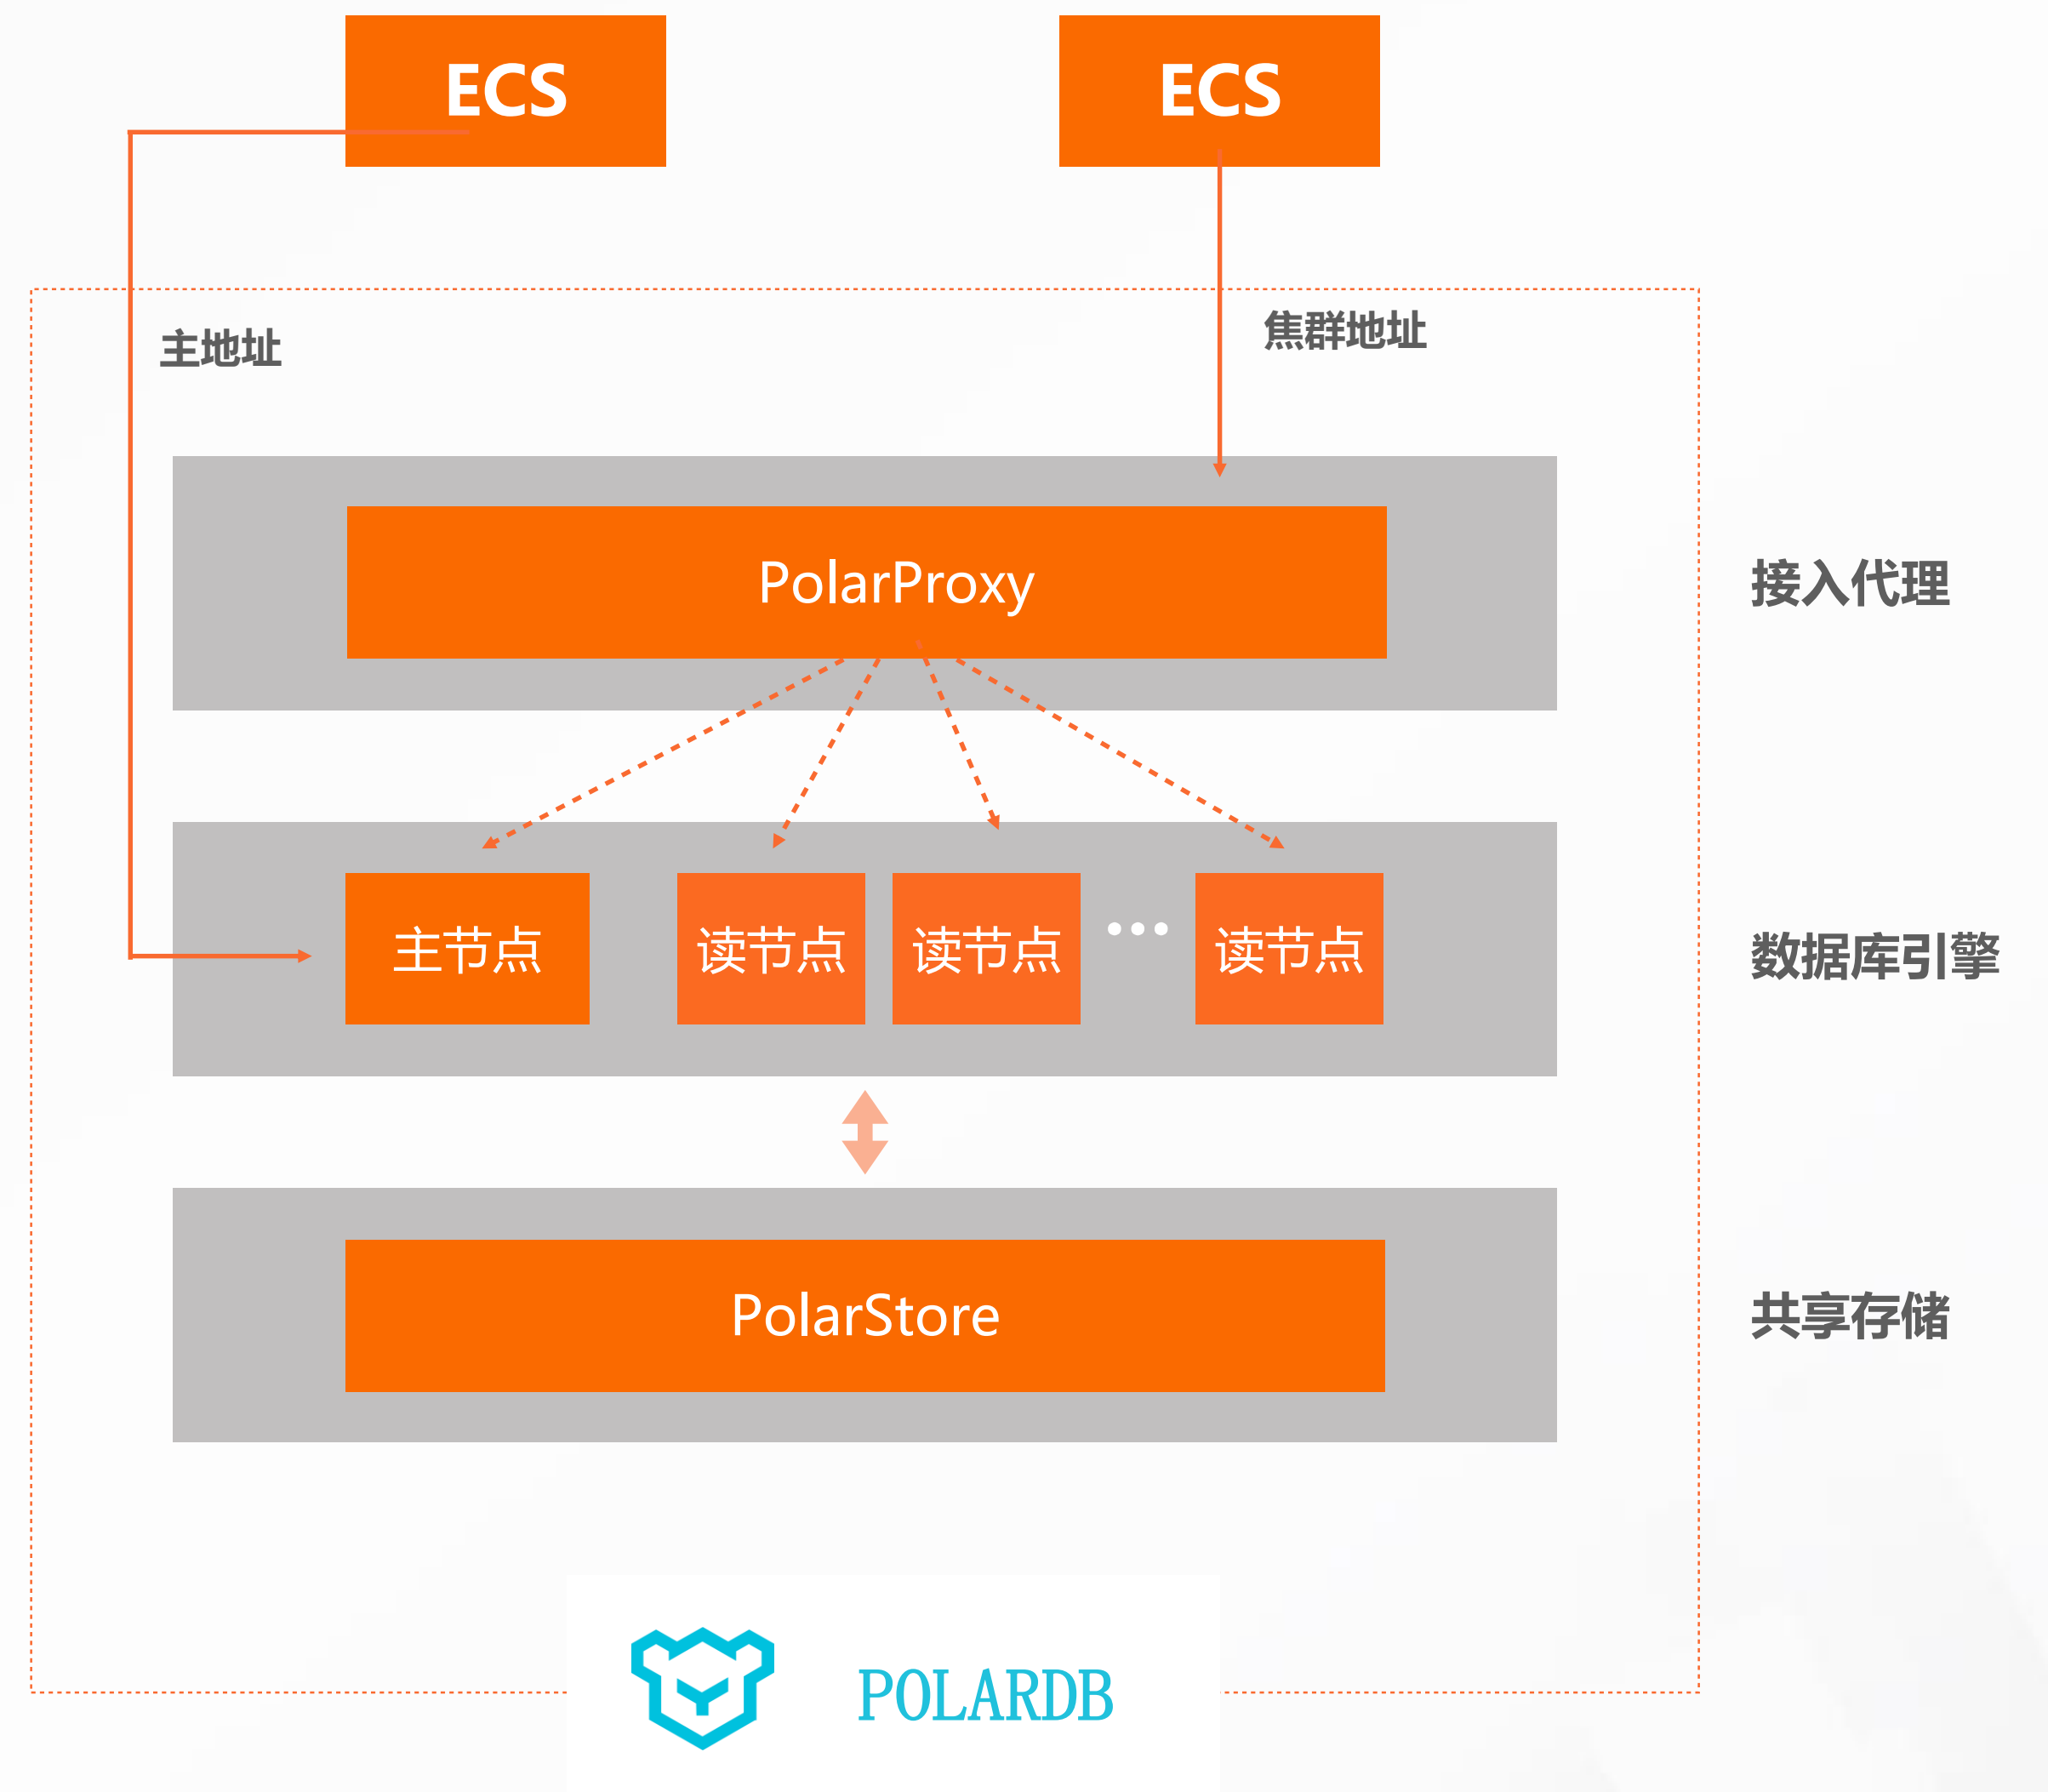 ECS
ECS
主地址
焦群地址
PolarProxy
接入代理
主节点
读节点
读节点
•••
读节点
数据库引擎
PolarStore
共享存储
POLARDB